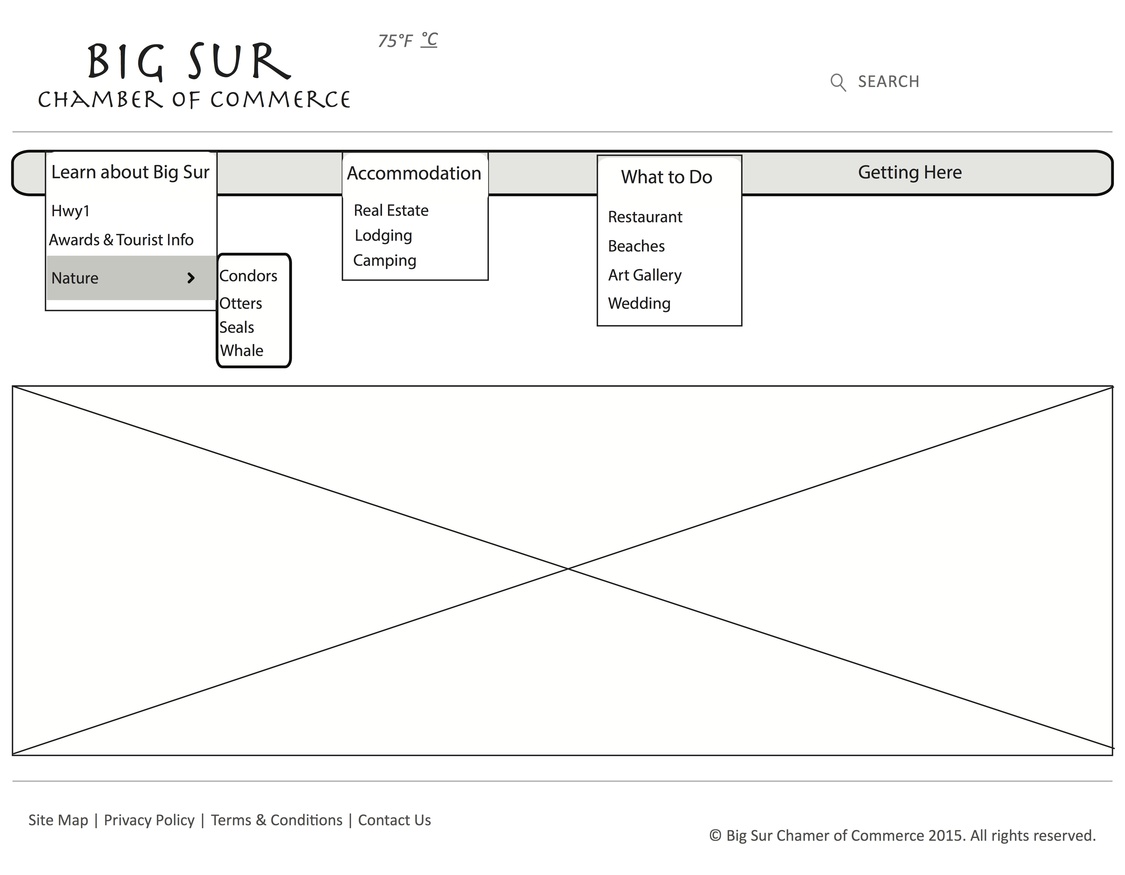 BIG SUR
CHAMBER OF COMMERCE
75°F °C
SEARCH
Learn about Big Sur
Hwy1
Awards & Tourist Info
Nature
Condors
Otters
Seals
Whale
Accommodation
Real Estate
Lodging
Camping
What to Do
Restaurant
Beaches
Art Gallery
Wedding
Getting Here
Site Map | Privacy Policy | Terms & Conditions | Contact Us
© Big Sur Chamer of Commerce 2015. All rights reserved.